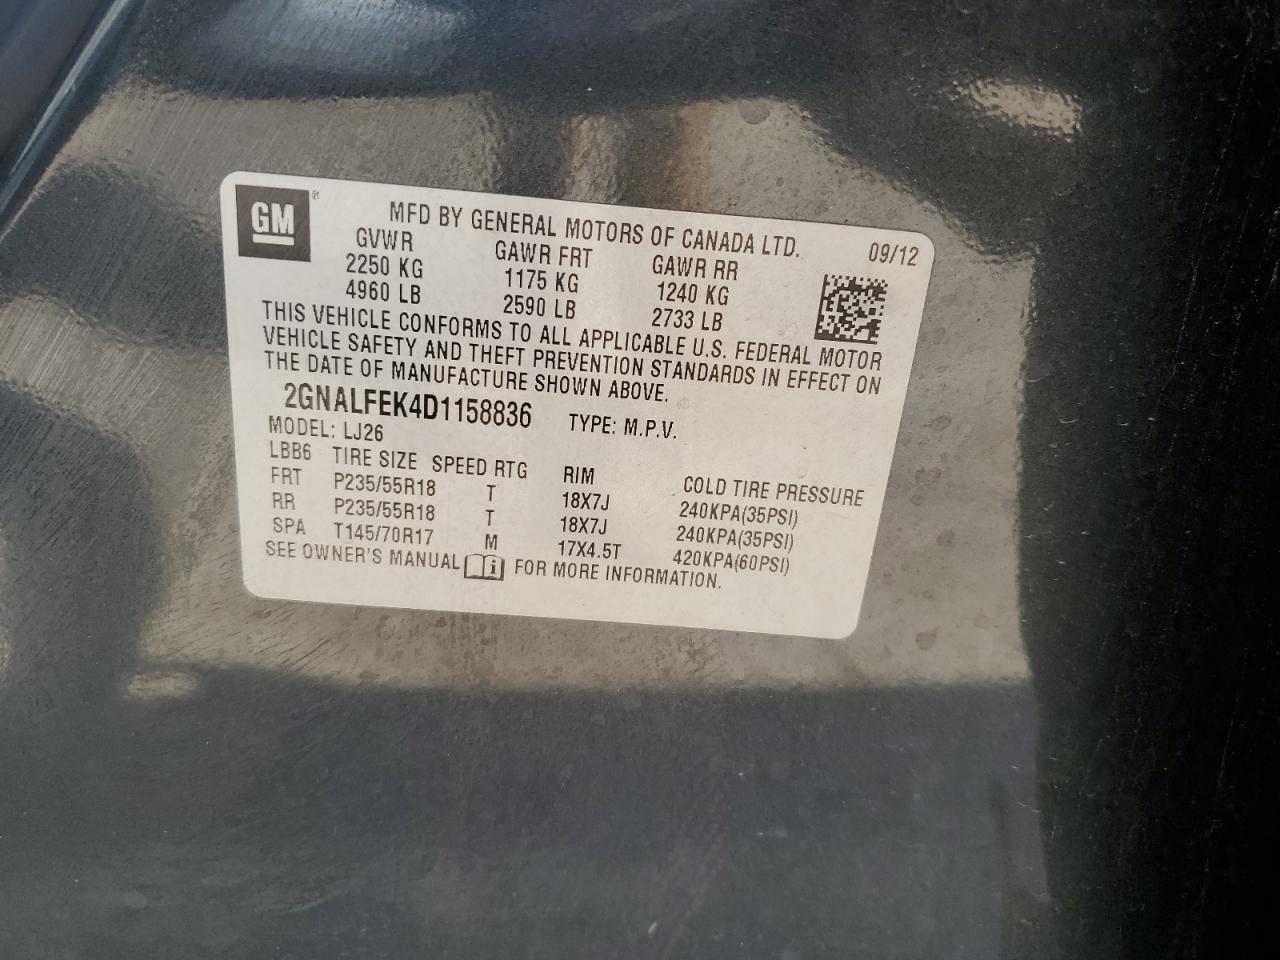 GM ®
MFD BY GENERAL MOTORS OF CANADA LTD. 09/12
GVWR GAWR FRT GAWR RR
2250 KG 1175 KG 1240 KG
4960 LB 2590 LB 2733 LB
THIS VEHICLE CONFORMS TO ALL APPLICABLE U.S. FEDERAL MOTOR
VEHICLE SAFETY AND THEFT PREVENTION STANDARDS IN EFFECT ON
THE DATE OF MANUFACTURE SHOWN ABOVE.
2GNALFEK4D1158836 TYPE: M.P.V.
MODEL: LJ26
LBB6 TIRE SIZE SPEED RTG RIM COLD TIRE PRESSURE
FRT P235/55R18 T 18X7J 240KPA(35PSI)
RR P235/55R18 T 18X7J 240KPA(35PSI)
SPA T145/70R17 M 17X4.5T 420KPA(60PSI)
SEE OWNER'S MANUAL i FOR MORE INFORMATION.